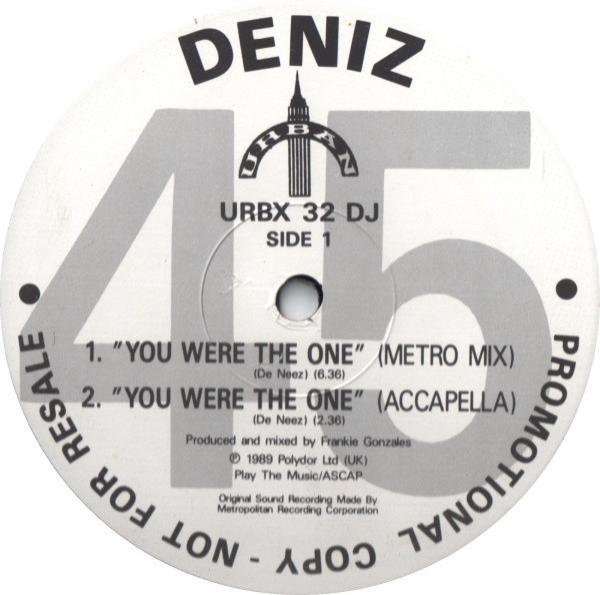 DENIZ
URBAN
URBX 32 DJ
SIDE 1
45
1. "YOU WERE THE ONE" (METRO MIX)
(De Neez) (6.36)
2. "YOU WERE THE ONE" (ACCAPELLA)
(De Neez) (2.36)
Produced and mixed by Frankie Gonzales
℗ 1989 Polydor Ltd (UK)
Play The Music/ASCAP
Original Sound Recording Made By
Metropolitan Recording Corporation
• PROMOTIONAL COPY - NOT FOR RESALE •